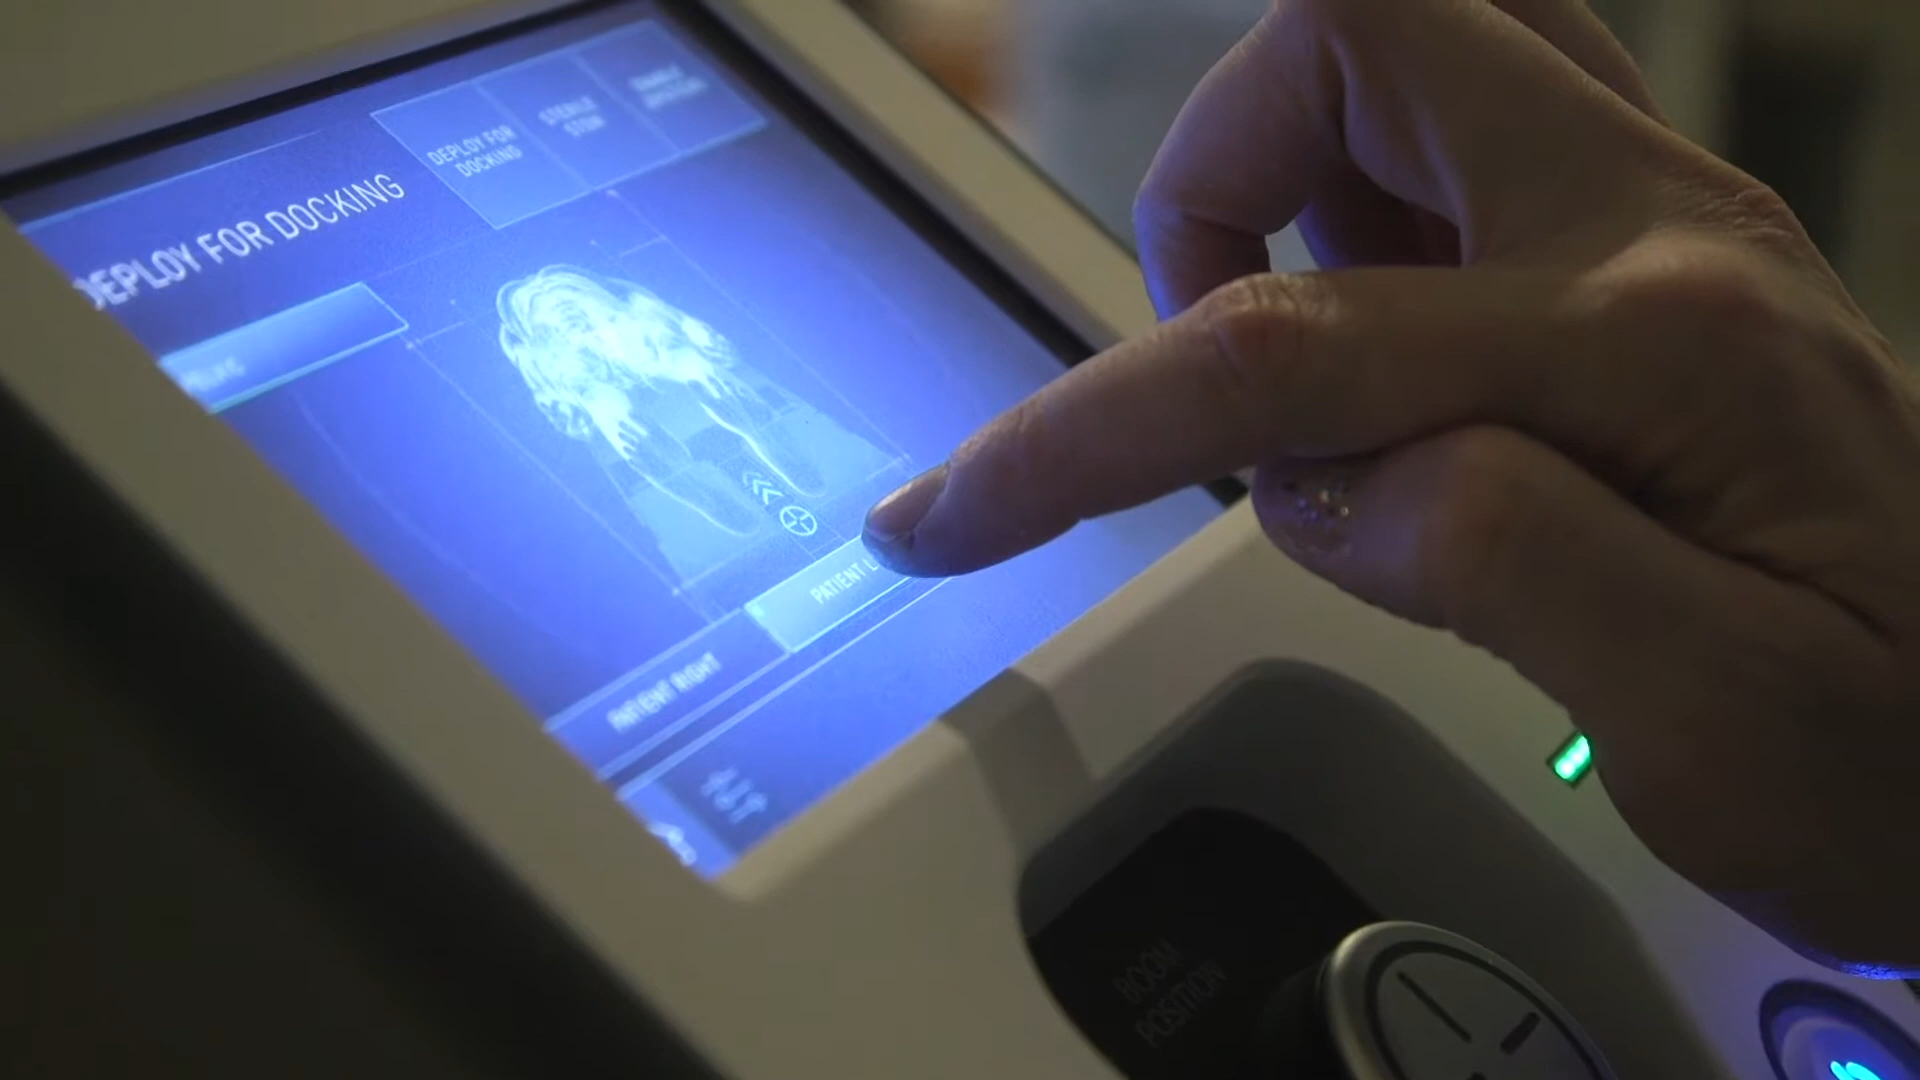 DEPLOY FOR DOCKING
DEPLOY FOR
DOCKING
STERILE
STOW
PATIENT L
PATIENT RIGHT
BOOM
POSITION